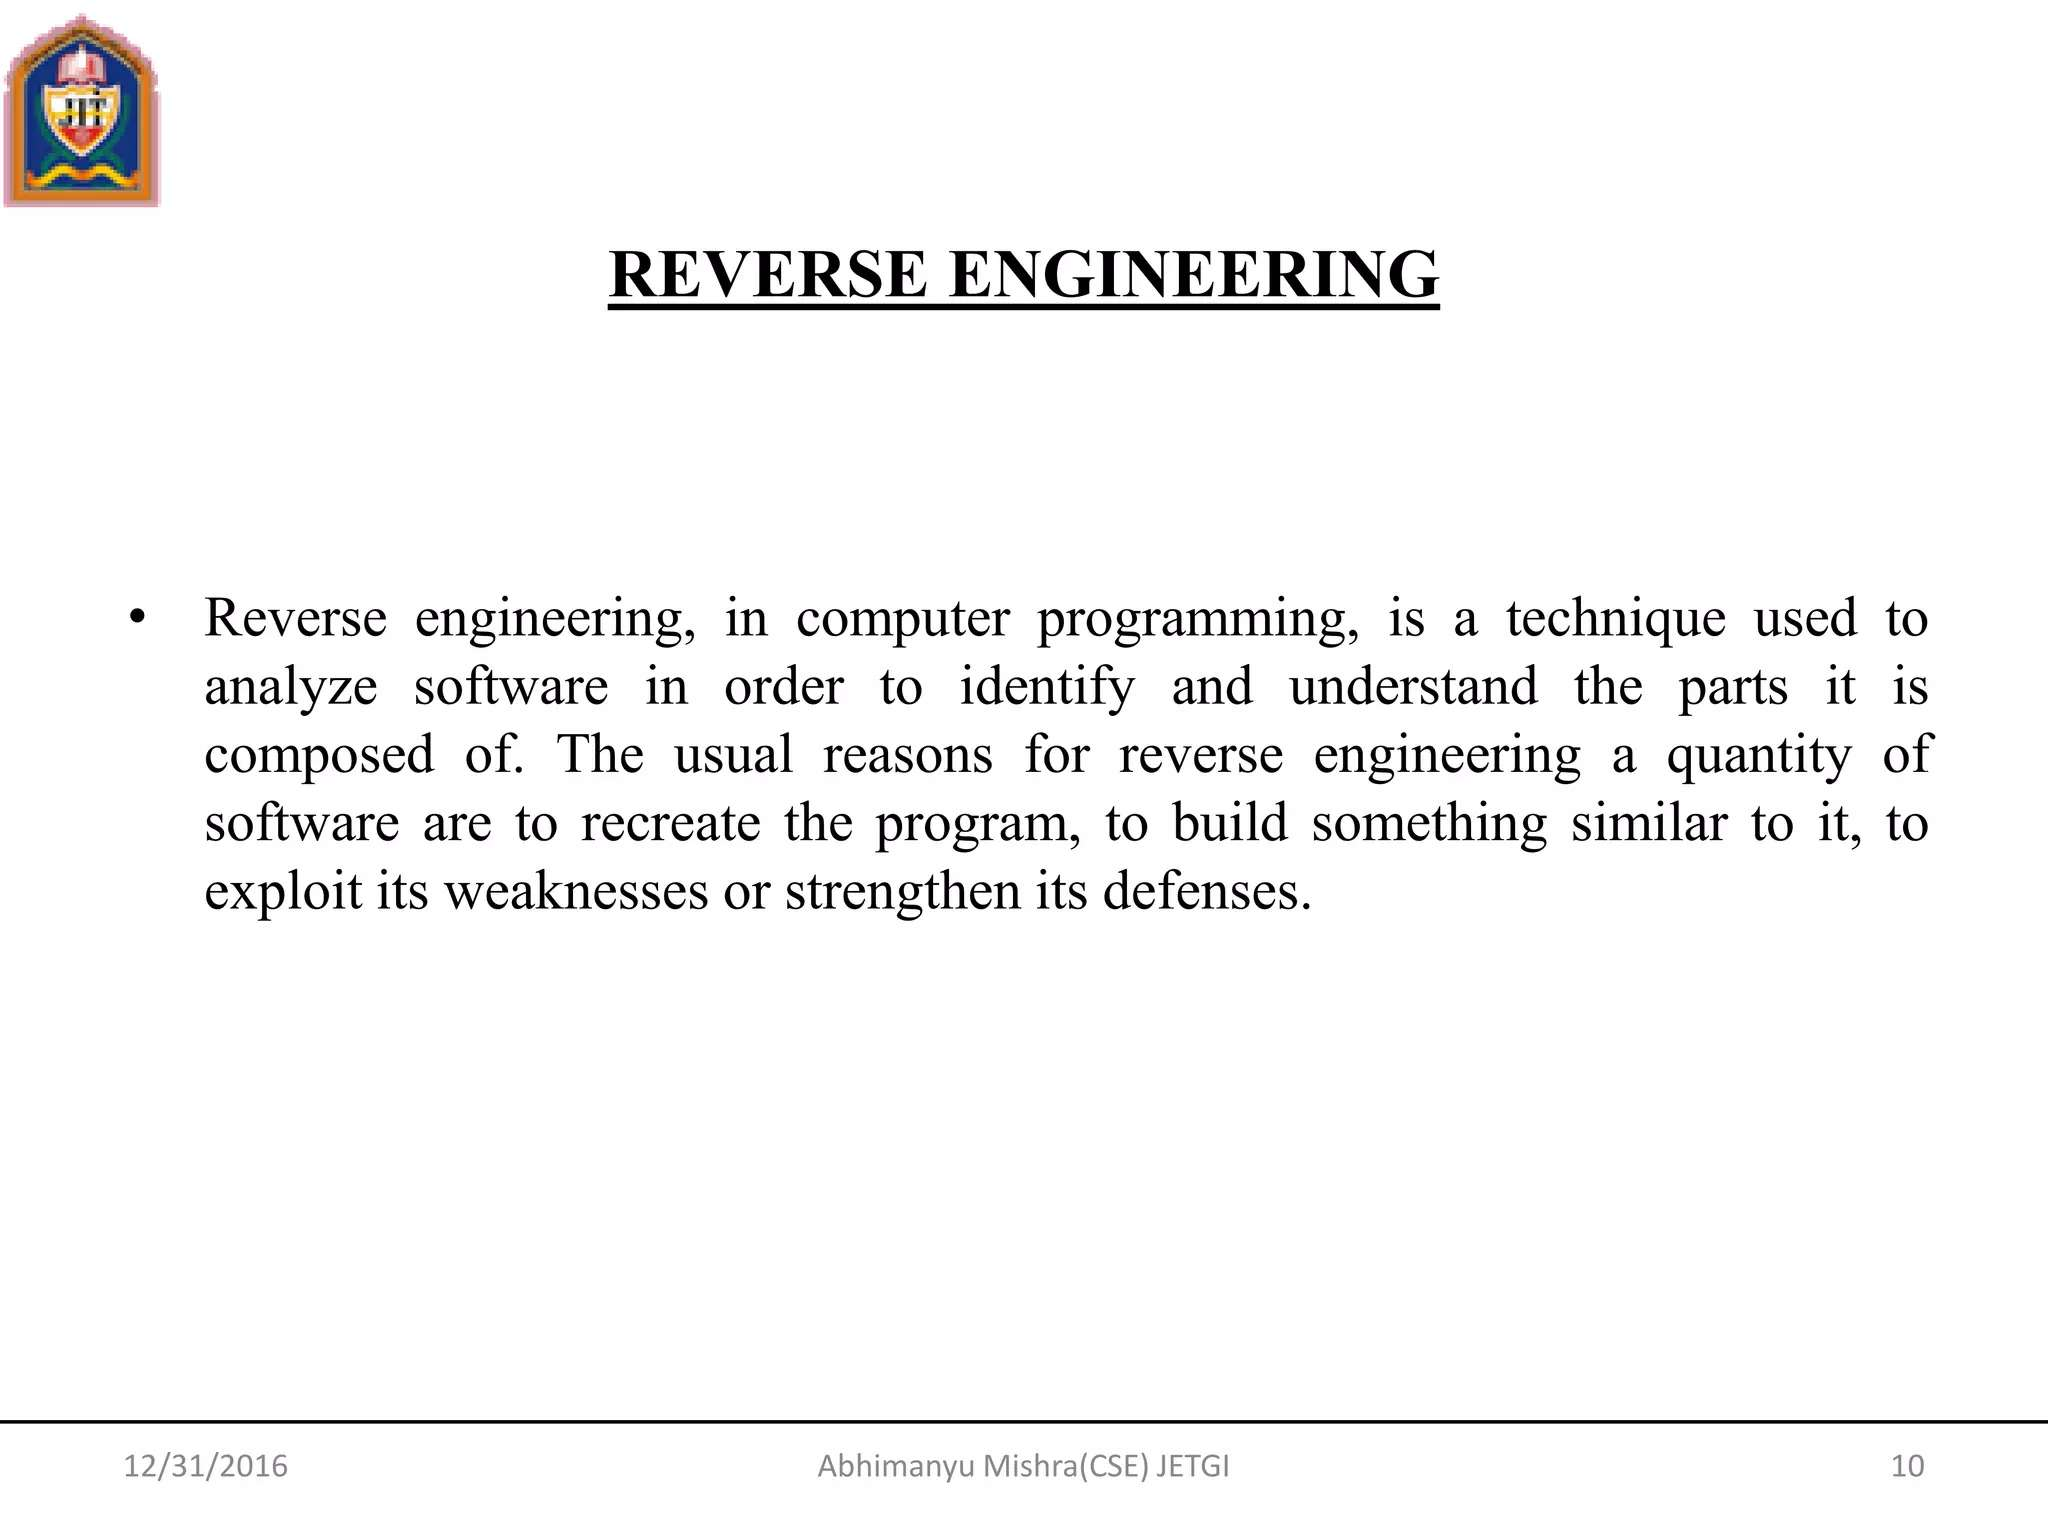 JIT
REVERSE ENGINEERING
• Reverse engineering, in computer programming, is a technique used to
analyze software in order to identify and understand the parts it is
composed of. The usual reasons for reverse engineering a quantity of
software are to recreate the program, to build something similar to it, to
exploit its weaknesses or strengthen its defenses.
12/31/2016
Abhimanyu Mishra(CSE) JETGI
10